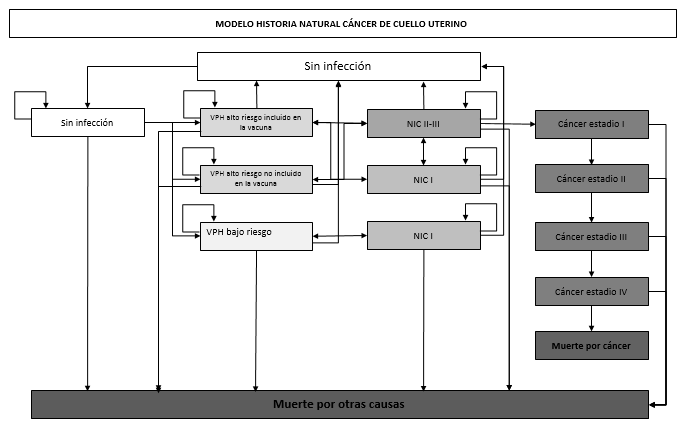 MODELO HISTORIA NATURAL CÁNCER DE CUELLO UTERINO
Sin infección
Sin infección
VPH alto riesgo incluido en
la vacuna
NIC II-III
Cáncer estadio I
VPH alto riesgo no incluido
en la vacuna
NIC I
Cáncer estadio II
VPH bajo riesgo
NIC I
Cáncer estadio III
Cáncer estadio IV
Muerte por cáncer
Muerte por otras causas